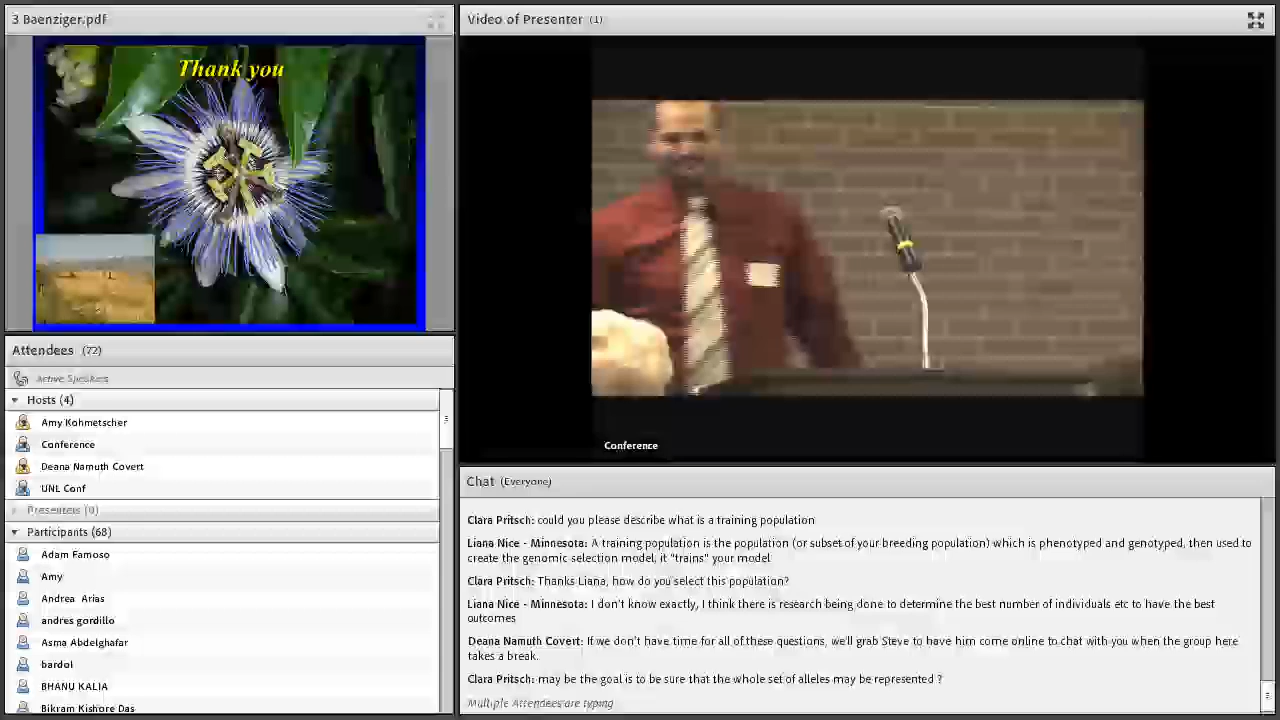 3 Baenziger.pdf
Thank you
Attendees (72)
Active Speakers
Hosts (4)
Amy Kohmetscher
Conference
Deana Namuth Covert
UNL Conf
Presenters (0)
Participants (68)
Adam Famoso
Amy
Andrea Arias
andres gordillo
Asma Abdelghafar
bardol
BHANU KALIA
Bikram Kishore Das
Video of Presenter (1)
Conference
Chat (Everyone)
Clara Pritsch: could you please describe what is a training population
Liana Nice - Minnesota: A training population is the population (or subset of your breeding population) which is phenotyped and genotyped, then used to
create the genomic selection model, it "trains" your model
Clara Pritsch: Thanks Liana, how do you select this population?
Liana Nice - Minnesota: I don't know exactly, I think there is research being done to determine the best number of individuals etc to have the best
outcomes
Deana Namuth Covert: If we don't have time for all of these questions, we'll grab Steve to have him come online to chat with you when the group here
takes a break.
Clara Pritsch: may be the goal is to be sure that the whole set of alleles may be represented ?
Multiple Attendees are typing